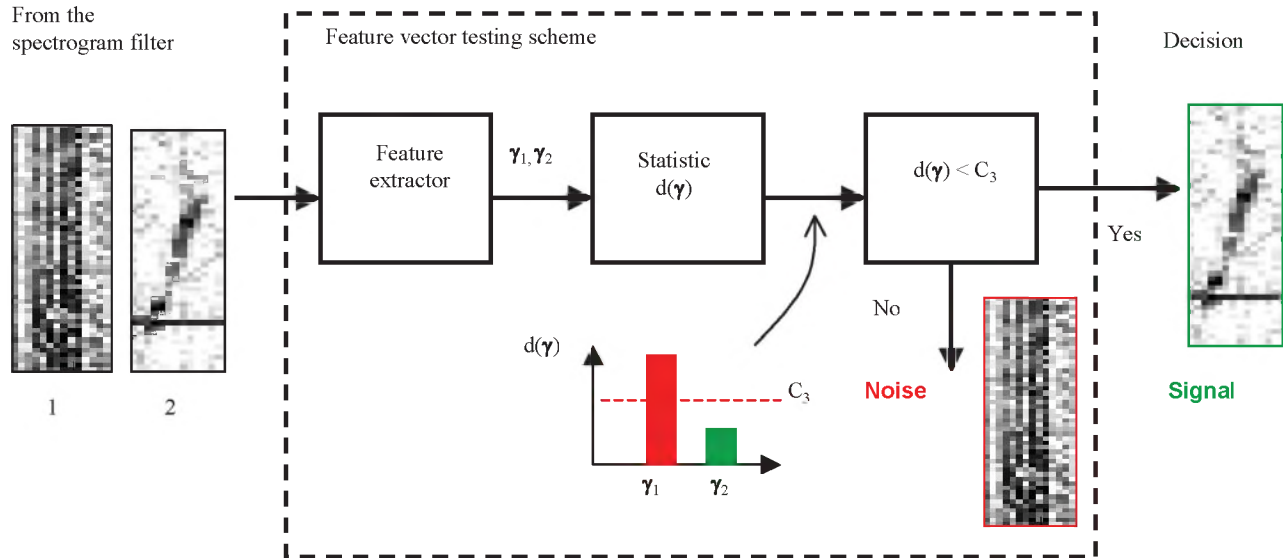 From the
spectrogram filter
Feature vector testing scheme
Decision
Feature
extractor
γ₁, γ₂
Statistic
d(γ)
d(γ) < C₃
Yes
No
d(γ)
C₃
γ₁
γ₂
Noise
Signal
1
2